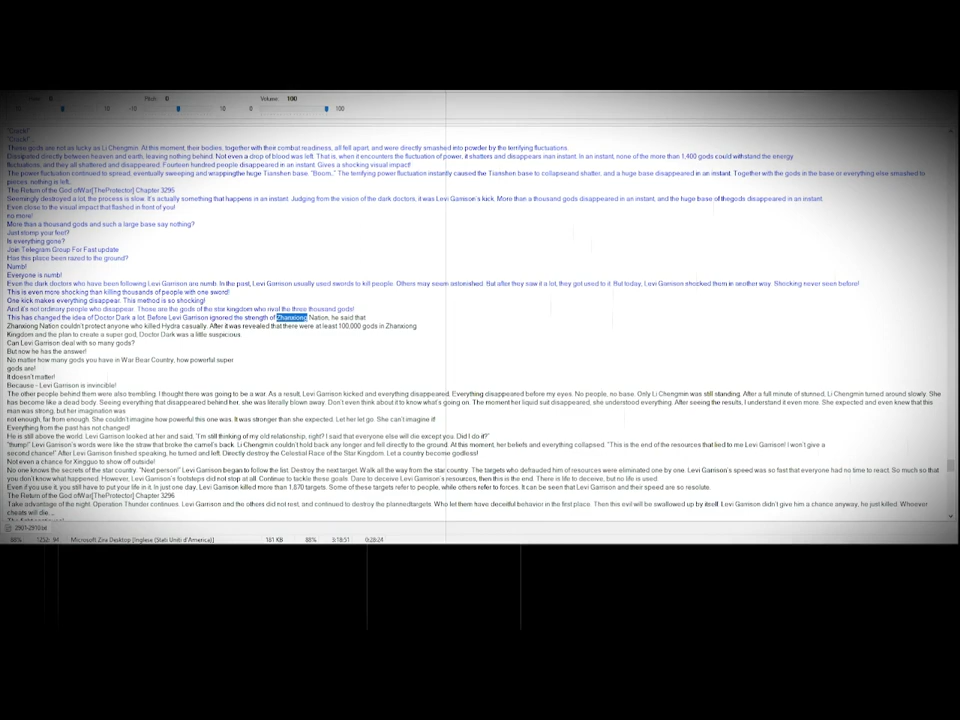 Pitch: 0 Volume: 100
10 -10 10 0 100
"Crack!"
"Crack!"
These gods are not as lucky as Li Chengmin. At this moment, their bodies, together with their combat readiness, all fell apart, and were directly smashed into powder by the terrifying fluctuations.
Dissipated directly between heaven and earth, leaving nothing behind. Not even a drop of blood was left. That is, when it encounters the fluctuation of power, it shatters and disappears inan instant. In an instant, none of the more than 1,400 gods could withstand the energy
fluctuations, and they all shattered and disappeared. Fourteen hundred people disappeared in an instant. Gives a shocking visual impact!
The power fluctuation continued to spread, eventually sweeping and wrappingthe huge Tianshen base. "Boom.." The terrifying power fluctuation instantly caused the Tianshen base to collapseand shatter, and a huge base disappeared in an instant. Together with the gods in the base or everything else smashed to
pieces, nothing is left..
The Return of the God ofWar[TheProtector] Chapter 3295
Seemingly destroyed a lot, the process is slow. It's actually something that happens in an instant. Judging from the vision of the dark doctors, it was Levi Garrison's kick. More than a thousand gods disappeared in an instant, and the huge base of thegods disappeared in an instant.
Even close to the visual impact that flashed in front of you!
no more!
More than a thousand gods and such a large base say nothing?
Just stomp your feet?
Is everything gone?
Join Telegram Group For Fast update
Has this place been razed to the ground?
Numb!
Everyone is numb!
Even the dark doctors who have been following Levi Garrison are numb. In the past, Levi Garrison usually used swords to kill people. Others may seem astonished. But after they saw it a lot, they got used to it. But today, Levi Garrison shocked them in another way. Shocking never seen before!
This is even more shocking than killing thousands of people with one sword!
One kick makes everything disappear. This method is so shocking!
And it's not ordinary people who disappear. Those are the gods of the star kingdom who rival the three thousand gods!
This has changed the idea of Doctor Dark a lot. Before Levi Garrison ignored the strength of Zhanxiong Nation, he said that
Zhanxiong Nation couldn't protect anyone who killed Hydra casually. After it was revealed that there were at least 100,000 gods in Zhanxiong
Kingdom and the plan to create a super god, Doctor Dark was a little suspicious.
Can Levi Garrison deal with so many gods?
But now he has the answer!
No matter how many gods you have in War Bear Country, how powerful super
gods are!
It doesn't matter!
Because - Levi Garrison is invincible!
The other people behind them were also trembling. I thought there was going to be a war. As a result, Levi Garrison kicked and everything disappeared. Everything disappeared before my eyes. No people, no base. Only Li Chengmin was still standing. After a full minute of stunned, Li Chengmin turned around slowly. She
has become like a dead body. Seeing everything that disappeared behind her, she was literally blown away. Don't even think about it to know what's going on. The moment her liquid suit disappeared, she understood everything. After seeing the results, I understand it even more. She expected and even knew that this
man was strong, but her imagination was
not enough, far from enough. She couldn't imagine how powerful this one was. It was stronger than she expected. Let her let go. She can't imagine it!
Everything from the past has not changed!
He is still above the world. Levi Garrison looked at her and said, "I'm still thinking of my old relationship, right? I said that everyone else will die except you. Did I do it?"
"thump!" Levi Garrison's words were like the straw that broke the camel's back. Li Chengmin couldn't hold back any longer and fell directly to the ground. At this moment, her beliefs and everything collapsed. "This is the end of the resources that lied to me Levi Garrison! I won't give a
second chance!" After Levi Garrison finished speaking, he turned and left. Directly destroy the Celestial Race of the Star Kingdom. Let a country become godless!
Not even a chance for Xingguo to show off outside!
No one knows the secrets of the star country. "Next person!" Levi Garrison began to follow the list. Destroy the next target. Walk all the way from the star country. The targets who defrauded him of resources were eliminated one by one. Levi Garrison's speed was so fast that everyone had no time to react. So much so that
you don't know what happened. However, Levi Garrison's footsteps did not stop at all. Continue to tackle these goals. Dare to deceive Levi Garrison's resources, then this is the end. There is life to deceive, but no life is used.
Even if you use it, you still have to put your life in it. In just one day, Levi Garrison killed more than 1,670 targets. Some of these targets refer to people, while others refer to forces. It can be seen that Levi Garrison and their speed are so resolute.
The Return of the God ofWar[TheProtector] Chapter 3296
Take advantage of the night. Operation Thunder continues. Levi Garrison and the others did not rest, and continued to destroy the plannedtargets. Who let them have deceitful behavior in the first place. Then this evil will be swallowed up by itself. Levi Garrison didn't give him a chance anyway, he just killed. Whoever
cheats will die....
2901-2910.txt
88% Microsoft Zira Desktop [Inglese (Stati Uniti d'America)] 181 KB 88% 3:18:51 0:28:24